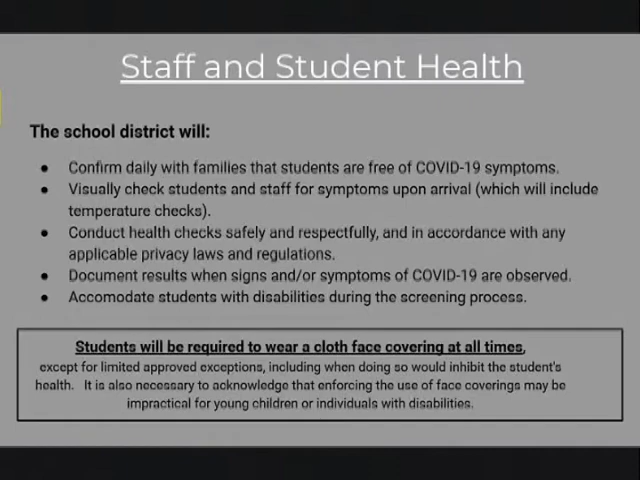 Staff and Student Health
The school district will:
● Confirm daily with families that students are free of COVID-19 symptoms.
● Visually check students and staff for symptoms upon arrival (which will include
temperature checks).
● Conduct health checks safely and respectfully, and in accordance with any
applicable privacy laws and regulations.
● Document results when signs and/or symptoms of COVID-19 are observed.
● Accomodate students with disabilities during the screening process.
Students will be required to wear a cloth face covering at all times,
except for limited approved exceptions, including when doing so would inhibit the student's
health. It is also necessary to acknowledge that enforcing the use of face coverings may be
impractical for young children or individuals with disabilities.